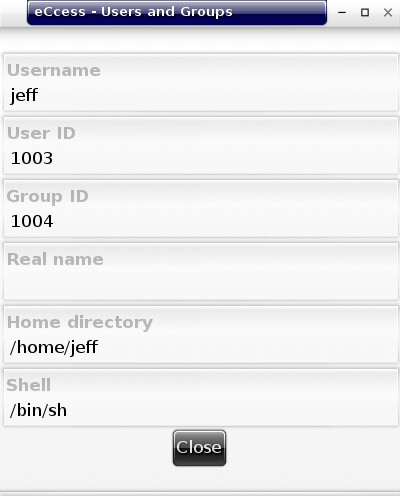 eCcess - Users and Groups
Username
jeff
User ID
1003
Group ID
1004
Real name
Home directory
/home/jeff
Shell
/bin/sh
Close